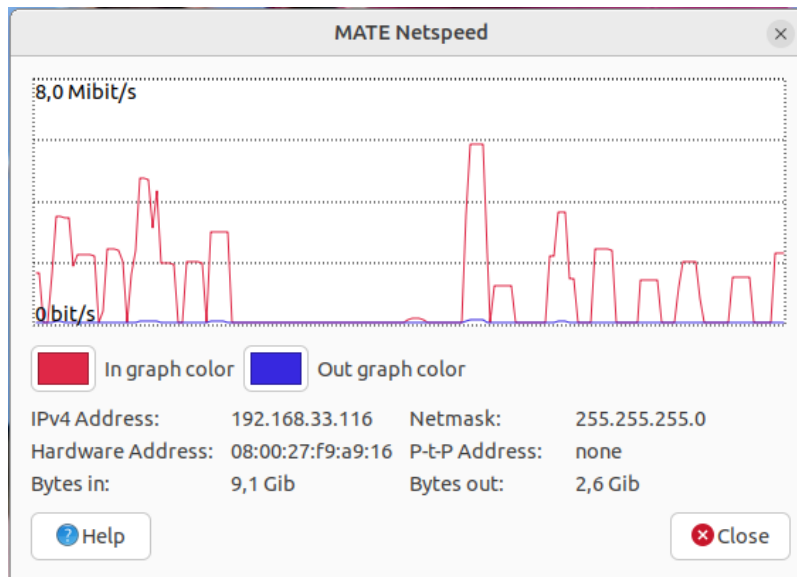 MATE Netspeed
8,0 Mibit/s
0 bit/s
In graph color Out graph color
IPv4 Address: 192.168.33.116 Netmask: 255.255.255.0
Hardware Address: 08:00:27:f9:a9:16 P-t-P Address: none
Bytes in: 9,1 Gib Bytes out: 2,6 Gib
Help Close